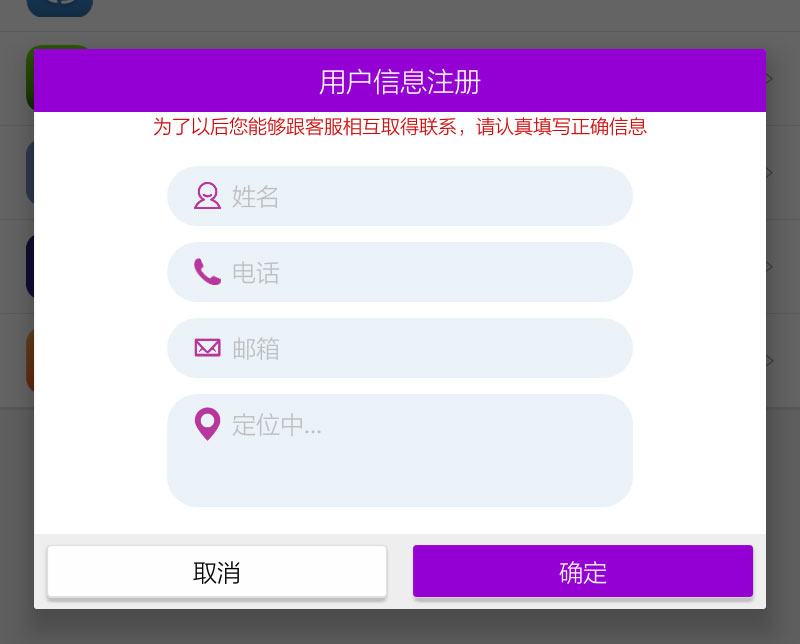 用户信息注册
为了以后您能够跟客服相互取得联系，请认真填写正确信息
姓名
电话
邮箱
定位中...
取消
确定